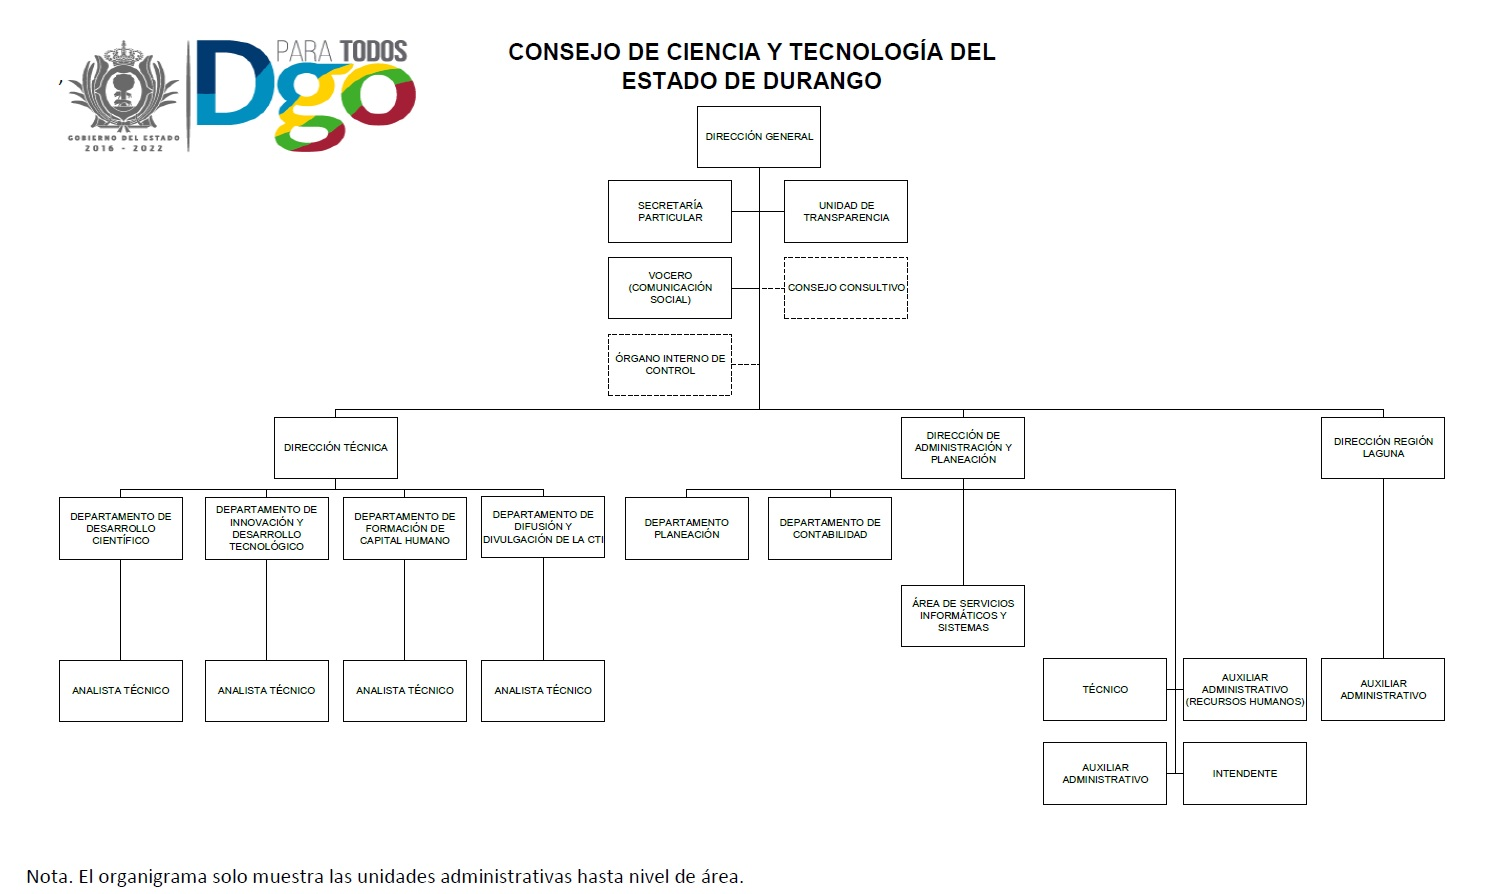 PARA TODOS
Dgo
GOBIERNO DEL ESTADO
2016 - 2022
,
CONSEJO DE CIENCIA Y TECNOLOGÍA DEL
ESTADO DE DURANGO
DIRECCIÓN GENERAL
SECRETARÍA
PARTICULAR
UNIDAD DE
TRANSPARENCIA
VOCERO
(COMUNICACIÓN
SOCIAL)
CONSEJO CONSULTIVO
ÓRGANO INTERNO DE
CONTROL
DIRECCIÓN TÉCNICA
DIRECCIÓN DE
ADMINISTRACIÓN Y
PLANEACIÓN
DIRECCIÓN REGIÓN
LAGUNA
DEPARTAMENTO DE
DESARROLLO
CIENTÍFICO
DEPARTAMENTO DE
INNOVACIÓN Y
DESARROLLO
TECNOLÓGICO
DEPARTAMENTO DE
FORMACIÓN DE
CAPITAL HUMANO
DEPARTAMENTO DE
DIFUSIÓN Y
DIVULGACIÓN DE LA CTI
DEPARTAMENTO
PLANEACIÓN
DEPARTAMENTO DE
CONTABILIDAD
ÁREA DE SERVICIOS
INFORMÁTICOS Y
SISTEMAS
ANALISTA TÉCNICO
ANALISTA TÉCNICO
ANALISTA TÉCNICO
ANALISTA TÉCNICO
TÉCNICO
AUXILIAR
ADMINISTRATIVO
(RECURSOS HUMANOS)
AUXILIAR
ADMINISTRATIVO
AUXILIAR
ADMINISTRATIVO
INTENDENTE
Nota. El organigrama solo muestra las unidades administrativas hasta nivel de área.